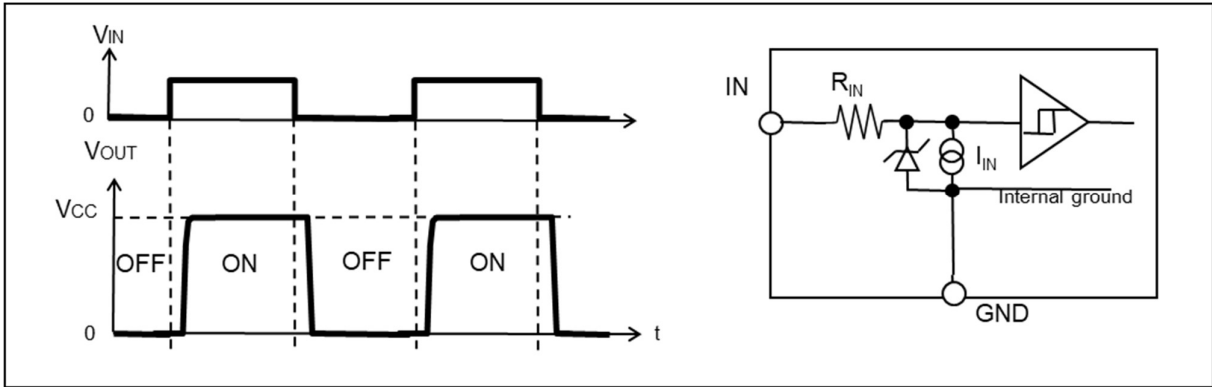 VIN
0
VOUT
VCC
OFF
ON
OFF
ON
0
t
IN
RIN
IIN
Internal ground
GND